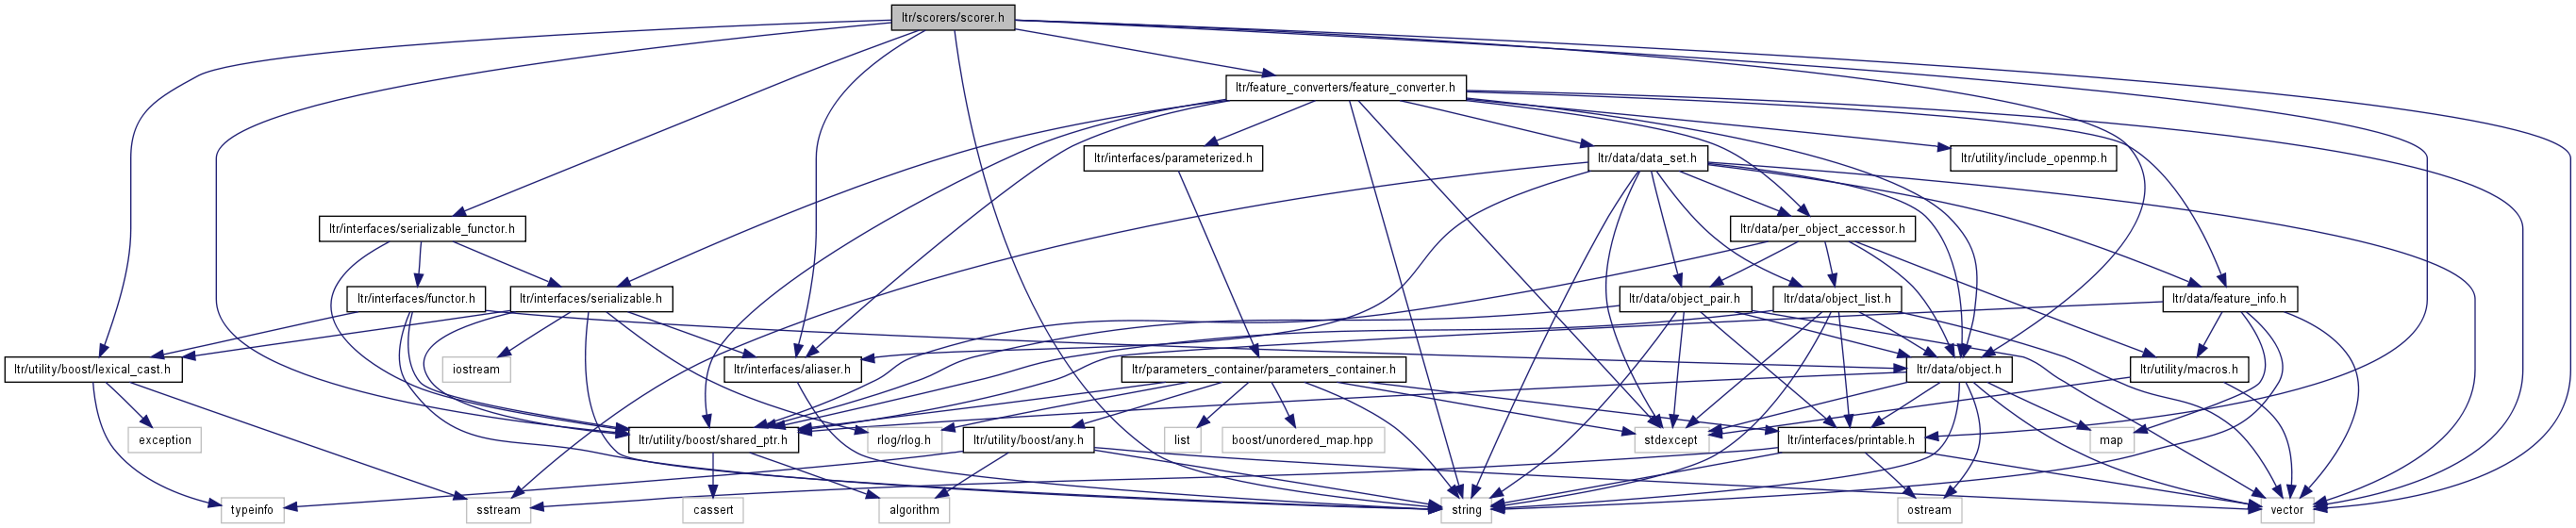 ltr/scorers/scorer.h
ltr/feature_converters/feature_converter.h
ltr/interfaces/parameterized.h
ltr/data/data_set.h
ltr/utility/include_openmp.h
ltr/interfaces/serializable_functor.h
ltr/data/per_object_accessor.h
ltr/interfaces/functor.h
ltr/interfaces/serializable.h
ltr/data/object_pair.h
ltr/data/object_list.h
ltr/data/feature_info.h
ltr/utility/boost/lexical_cast.h
iostream
ltr/interfaces/aliaser.h
ltr/parameters_container/parameters_container.h
ltr/data/object.h
ltr/utility/macros.h
exception
ltr/utility/boost/shared_ptr.h
rlog/rlog.h
ltr/utility/boost/any.h
list
boost/unordered_map.hpp
stdexcept
ltr/interfaces/printable.h
map
typeinfo
sstream
cassert
algorithm
string
ostream
vector